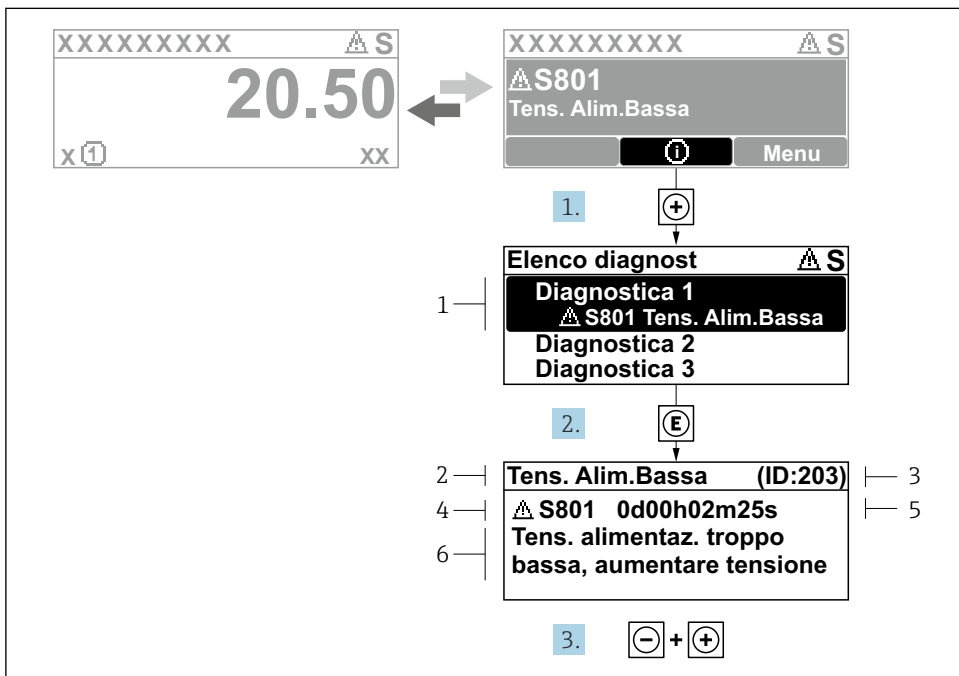 XXXXXXXXX ⚠ S
20.50
x ① XX
XXXXXXXXX ⚠ S
⚠S801
Tens. Alim.Bassa
ⓘ Menu
1. +
Elenco diagnost ⚠ S
1
Diagnostica 1
⚠ S801 Tens. Alim.Bassa
Diagnostica 2
Diagnostica 3
2. E
2 Tens. Alim.Bassa (ID:203) 3
4 ⚠ S801 0d00h02m25s 5
6
Tens. alimentaz. troppo
bassa, aumentare tensione
3. - + +